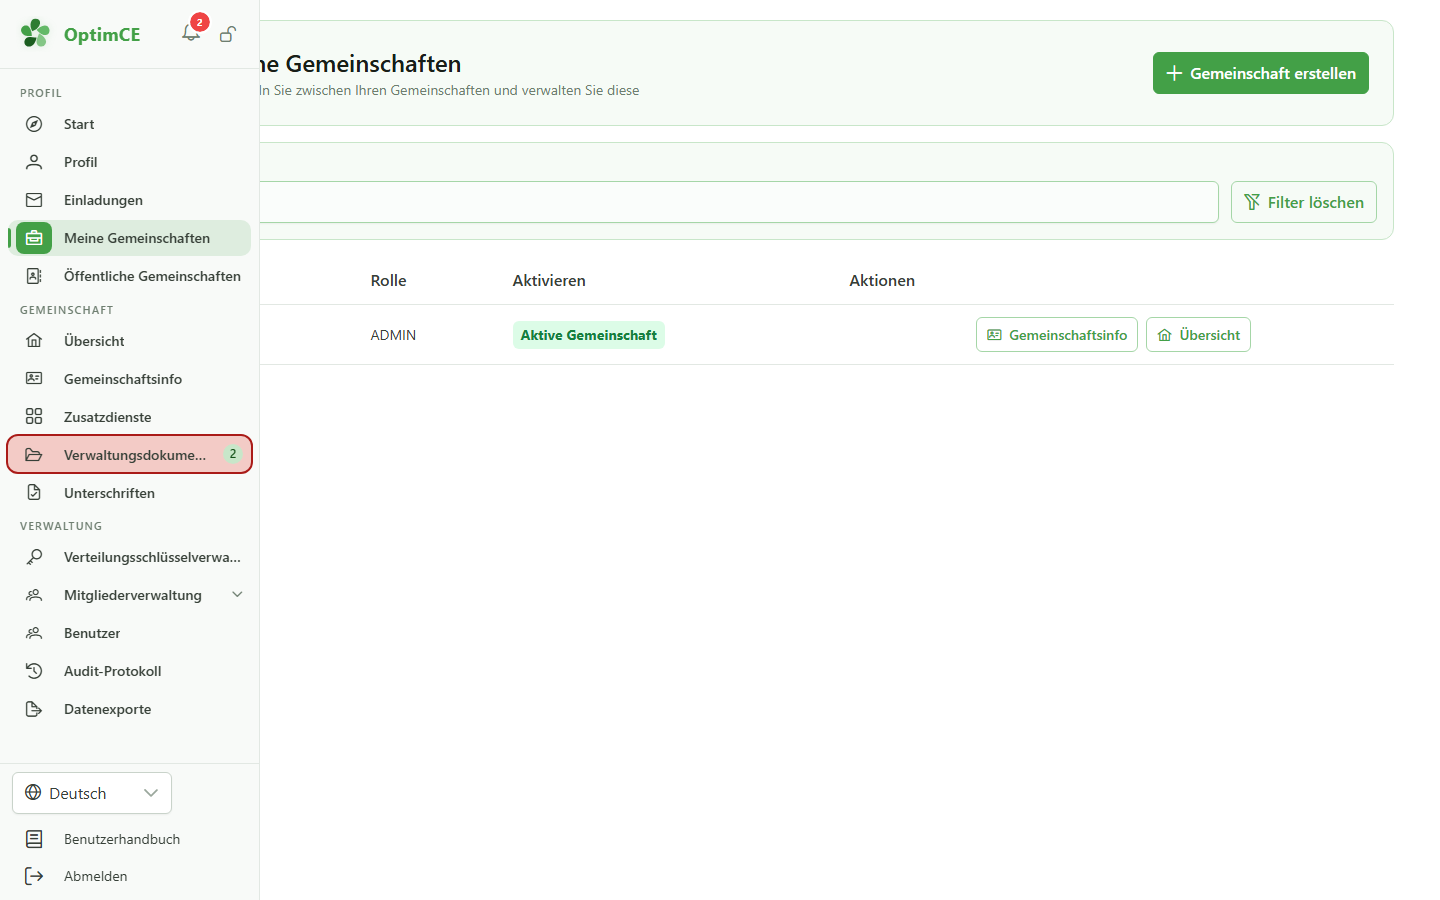 OptimCE
2
PROFIL
Start
Profil
Einladungen
Meine Gemeinschaften
Öffentliche Gemeinschaften
GEMEINSCHAFT
Übersicht
Gemeinschaftsinfo
Zusatzdienste
Verwaltungsdokume...
2
Unterschriften
VERWALTUNG
Verteilungsschlüsselverwa...
Mitgliederverwaltung
Benutzer
Audit-Protokoll
Datenexporte
Deutsch
Benutzerhandbuch
Abmelden
ne Gemeinschaften
ln Sie zwischen Ihren Gemeinschaften und verwalten Sie diese
Gemeinschaft erstellen
Filter löschen
Rolle Aktivieren Aktionen
ADMIN Aktive Gemeinschaft Gemeinschaftsinfo Übersicht